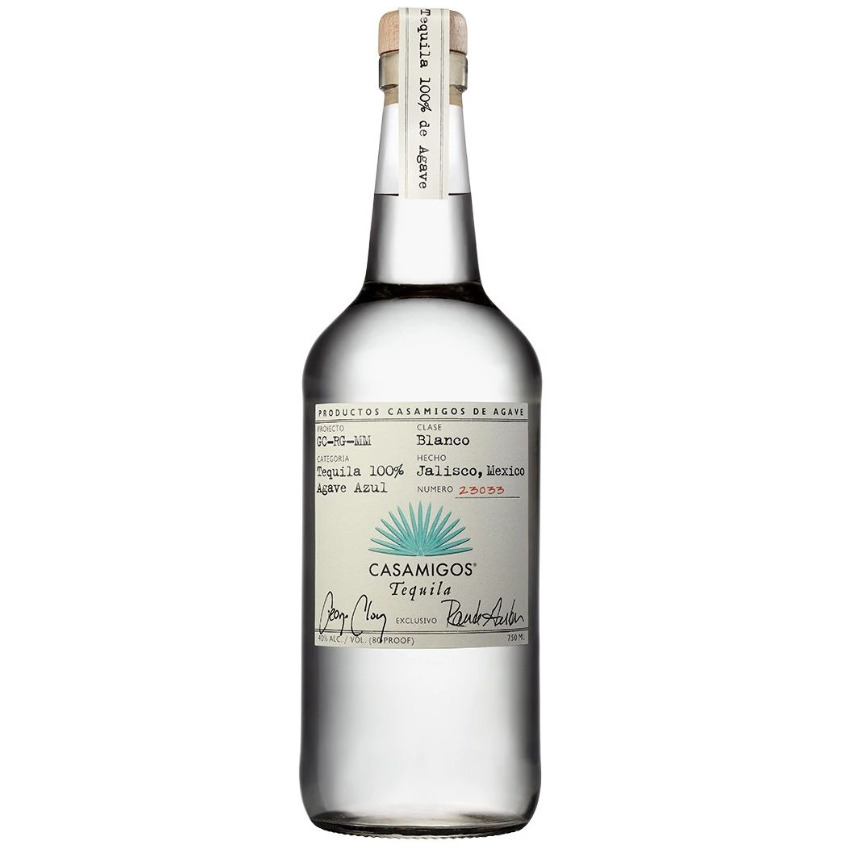 Tequila 100% de Agave
PRODUCTOS CASAMIGOS DE AGAVE
PROYECTO
GC-RG-MM
CLASE
Blanco
CATEGORIA
Tequila 100%
Agave Azul
HECHO
Jalisco, Mexico
NUMERO 23033
CASAMIGOS®
Tequila
EXCLUSIVO
40% ALC. / VOL. (80 PROOF)
750 ML